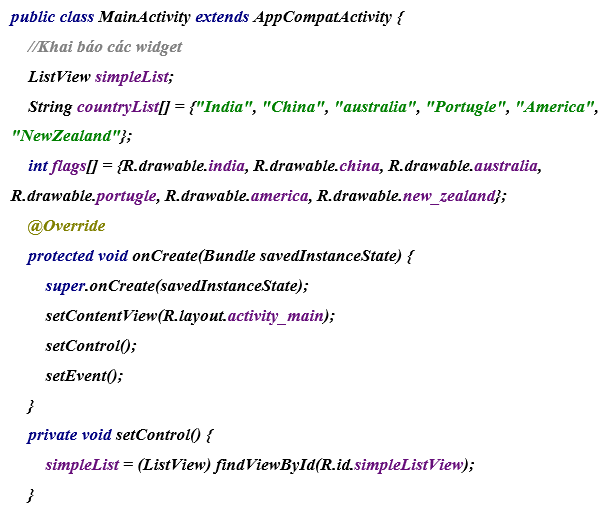 public class MainActivity extends AppCompatActivity {
//Khai báo các widget
ListView simpleList;
String countryList[] = {"India", "China", "australia", "Portugle", "America",
"NewZealand"};
int flags[] = {R.drawable.india, R.drawable.china, R.drawable.australia,
R.drawable.portugle, R.drawable.america, R.drawable.new_zealand};
@Override
protected void onCreate(Bundle savedInstanceState) {
super.onCreate(savedInstanceState);
setContentView(R.layout.activity_main);
setControl();
setEvent();
}
private void setControl() {
simpleList = (ListView) findViewById(R.id.simpleListView);
}